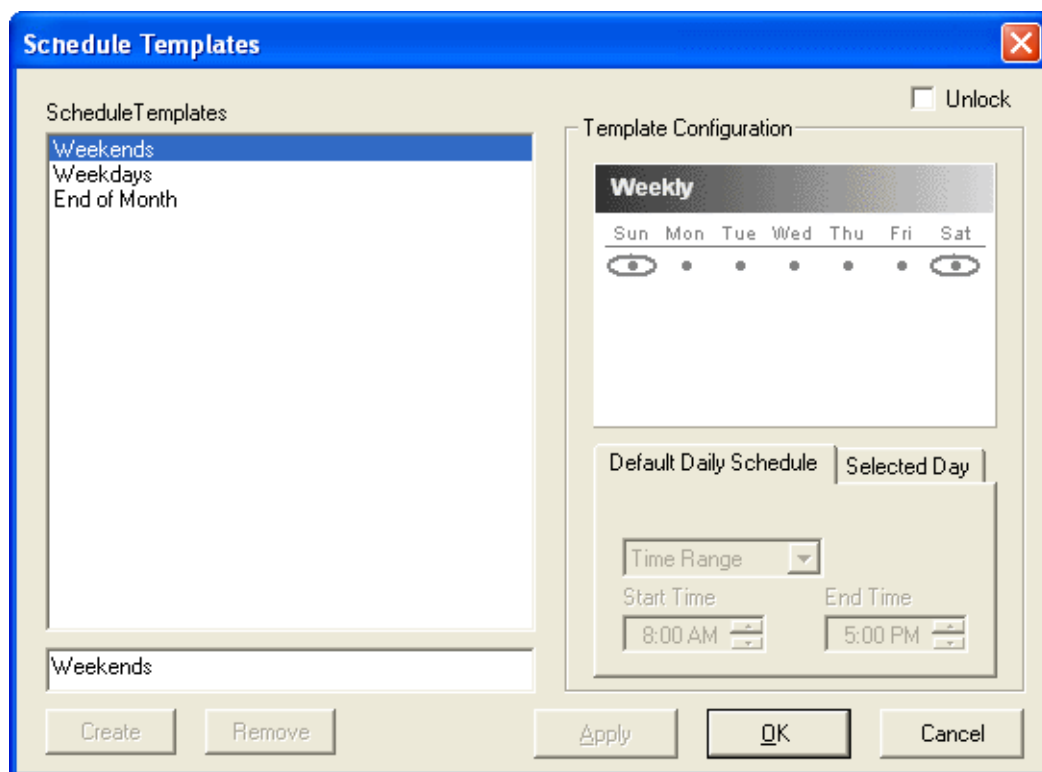 Schedule Templates
Unlock
ScheduleTemplates
Weekends
Weekdays
End of Month
Template Configuration
Weekly
Sun Mon Tue Wed Thu Fri Sat
Default Daily Schedule Selected Day
Time Range
Start Time End Time
8:00 AM 5:00 PM
Weekends
Create Remove Apply OK Cancel